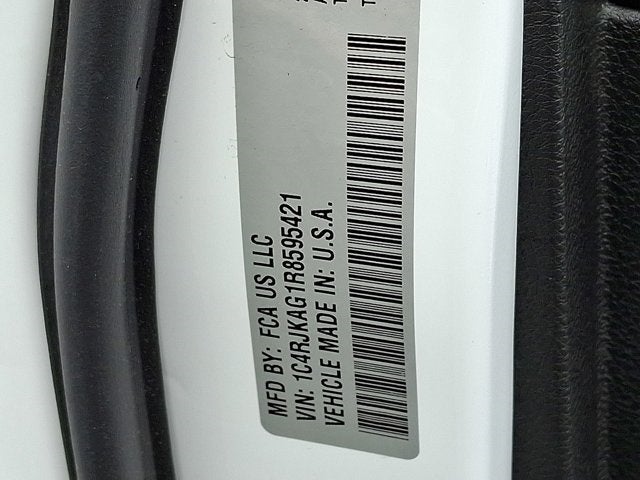 MFD BY: FCA US LLC
VIN: 1C4RJKAG1R8595421
VEHICLE MADE IN: U.S.A.